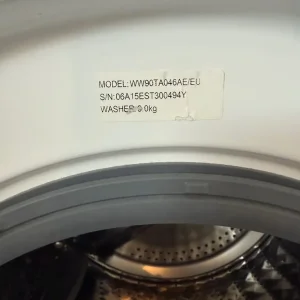 MODEL: WW90TA046AE/EU
S/N: 06A15EST300494Y
WASHER: 9.0kg